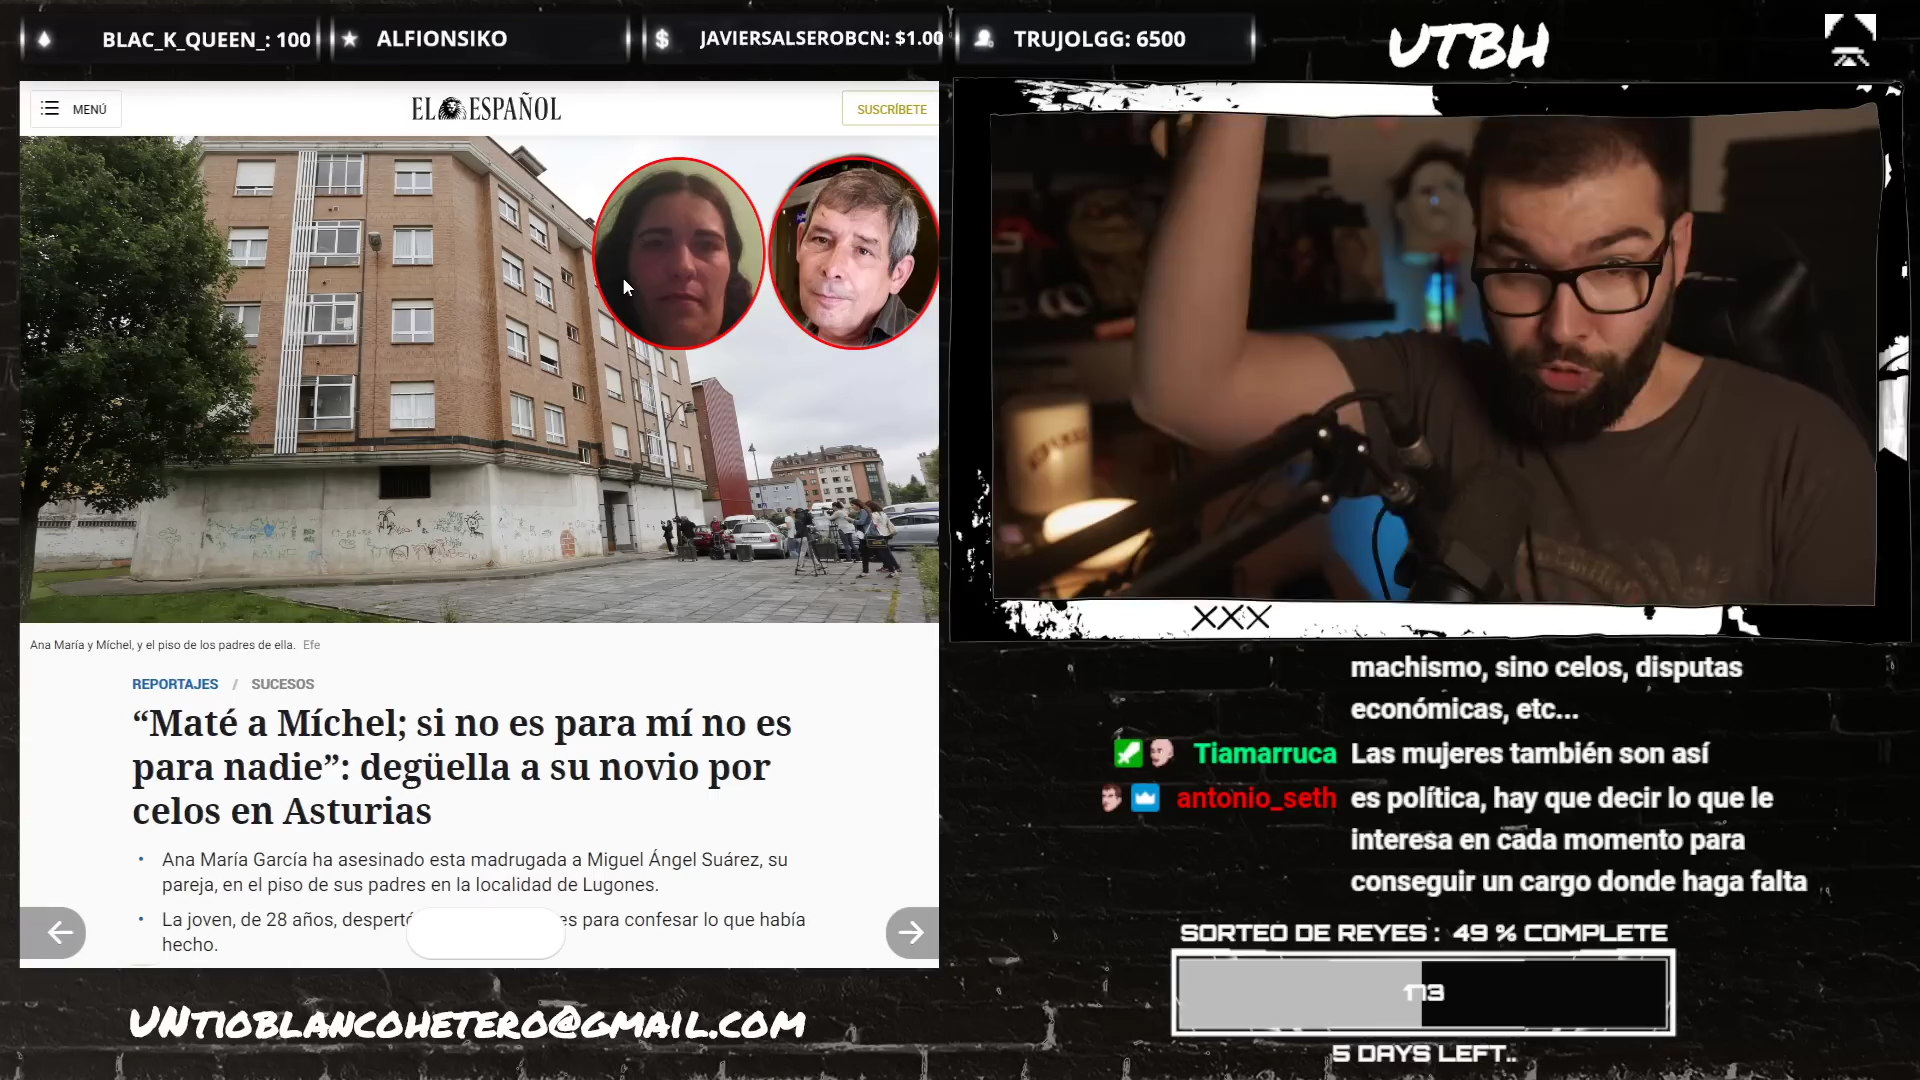 BLAC_K_QUEEN_: 100
ALFIONSIKO
JAVIERSALSEROBCN: $1.00
TRUJOLGG: 6500
UTBH
MENÚ
EL ESPAÑOL
SUSCRÍBETE
Ana María y Míchel, y el piso de los padres de ella. Efe
REPORTAJES / SUCESOS
“Maté a Míchel; si no es para mí no es
para nadie”: degüella a su novio por
celos en Asturias
• Ana María García ha asesinado esta madrugada a Miguel Ángel Suárez, su
pareja, en el piso de sus padres en la localidad de Lugones.
• La joven, de 28 años, despertó es para confesar lo que había
hecho.
UNtioblancohetero@gmail.com
XXX
machismo, sino celos, disputas
económicas, etc...
Tiamarruca Las mujeres también son así
antonio_seth es política, hay que decir lo que le
interesa en cada momento para
conseguir un cargo donde haga falta
SORTEO DE REYES : 49 % COMPLETE
173
5 DAYS LEFT..